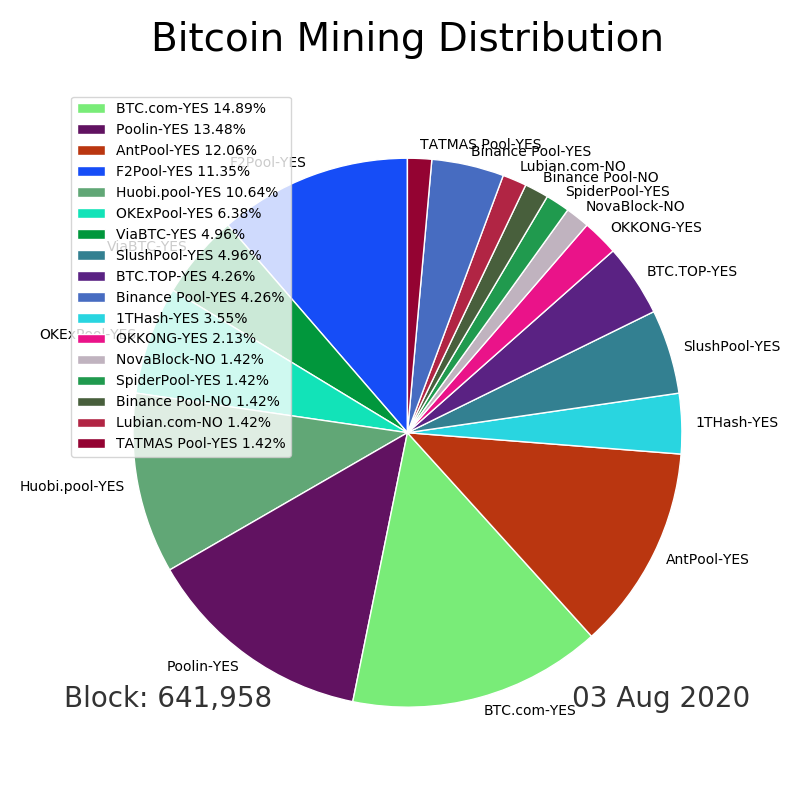 Bitcoin Mining Distribution
BTC.com-YES 14.89%
Poolin-YES 13.48%
AntPool-YES 12.06%
F2Pool-YES 11.35%
Huobi.pool-YES 10.64%
OKExPool-YES 6.38%
ViaBTC-YES 4.96%
SlushPool-YES 4.96%
BTC.TOP-YES 4.26%
Binance Pool-YES 4.26%
1THash-YES 3.55%
OKKONG-YES 2.13%
NovaBlock-NO 1.42%
SpiderPool-YES 1.42%
Binance Pool-NO 1.42%
Lubian.com-NO 1.42%
TATMAS Pool-YES 1.42%
TATMAS Pool-YES
Binance Pool-YES
Lubian.com-NO
Binance Pool-NO
SpiderPool-YES
NovaBlock-NO
OKKONG-YES
BTC.TOP-YES
SlushPool-YES
1THash-YES
AntPool-YES
BTC.com-YES
Poolin-YES
Huobi.pool-YES
OKExPool-YES
ViaBTC-YES
F2Pool-YES
Block: 641,958
03 Aug 2020